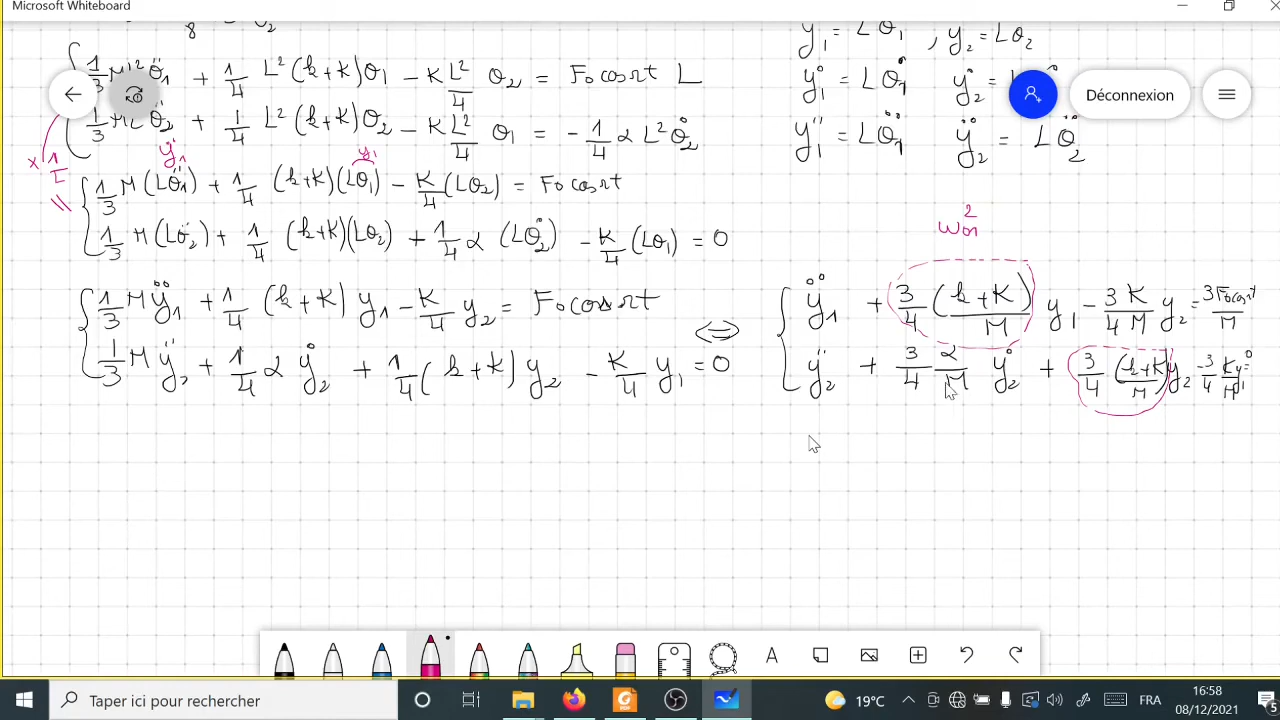 Microsoft Whiteboard
y₁ = Lθ₁ , y₂ = Lθ₂
1/3 ML² θ̈₁ + 1/4 L² (k+K) θ₁ − K L²/4 θ₂ = F₀ cos Ωt L
ẏ₁ = Lθ̇₁ ẏ₂ =
Déconnexion
1/3 ML² θ̈₂ + 1/4 L² (k+K) θ₂ − K L²/4 θ₁ = −1/4 α L² θ̇₂
ÿ₁ = Lθ̈₁ ÿ₂ = Lθ̈₂
× 1/L
ÿ₁ y₁
1/3 M (Lθ̈₁) + 1/4 (k+K)(Lθ₁) − K/4 (Lθ₂) = F₀ cos Ωt
1/3 M (Lθ̈₂) + 1/4 (k+K)(Lθ₂) + 1/4 α (Lθ̇₂) − K/4 (Lθ₁) = 0
1/3 M ÿ₁ + 1/4 (k+K) y₁ − K/4 y₂ = F₀ cos Ωt
1/3 M ÿ₂ + 1/4 α ẏ₂ + 1/4 (k+K) y₂ − K/4 y₁ = 0
⇔
ÿ₁ + 3/4 (k+K)/M y₁ − 3/4 K/M y₂ = 3F₀ cos Ωt/M
ÿ₂ + 3/4 α/M ẏ₂ + 3/4 (k+K)/M y₂ − 3/4 K/M y₁ = 0
A
Taper ici pour rechercher
19°C
FRA
16:58
08/12/2021
5